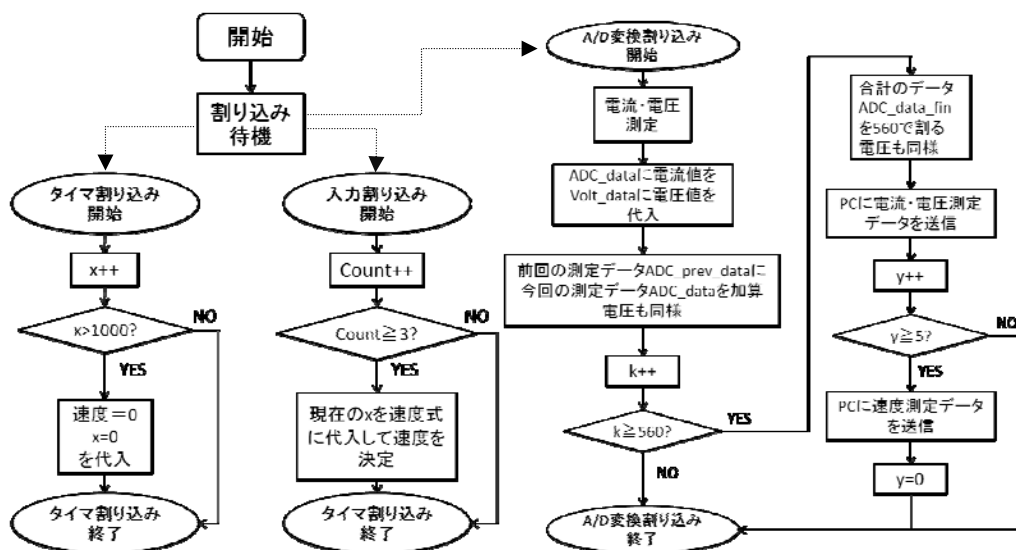 開始
割り込み
待機
タイマ割り込み
開始
x++
x>1000?
NO
YES
速度＝0
x=0
を代入
タイマ割り込み
終了
入力割り込み
開始
Count++
Count≧3?
NO
YES
現在のxを速度式
に代入して速度を
決定
タイマ割り込み
終了
A/D変換割り込み
開始
電流・電圧
測定
ADC_dataに電流値を
Volt_dataに電圧値を
代入
前回の測定データADC_prev_dataに
今回の測定データADC_dataを加算
電圧も同様
k++
k≧560?
YES
NO
A/D変換割り込み
終了
合計のデータ
ADC_data_fin
を560で割る
電圧も同様
PCに電流・電圧測定
データを送信
y++
y≧5?
NO
YES
PCに速度測定データ
を送信
y=0